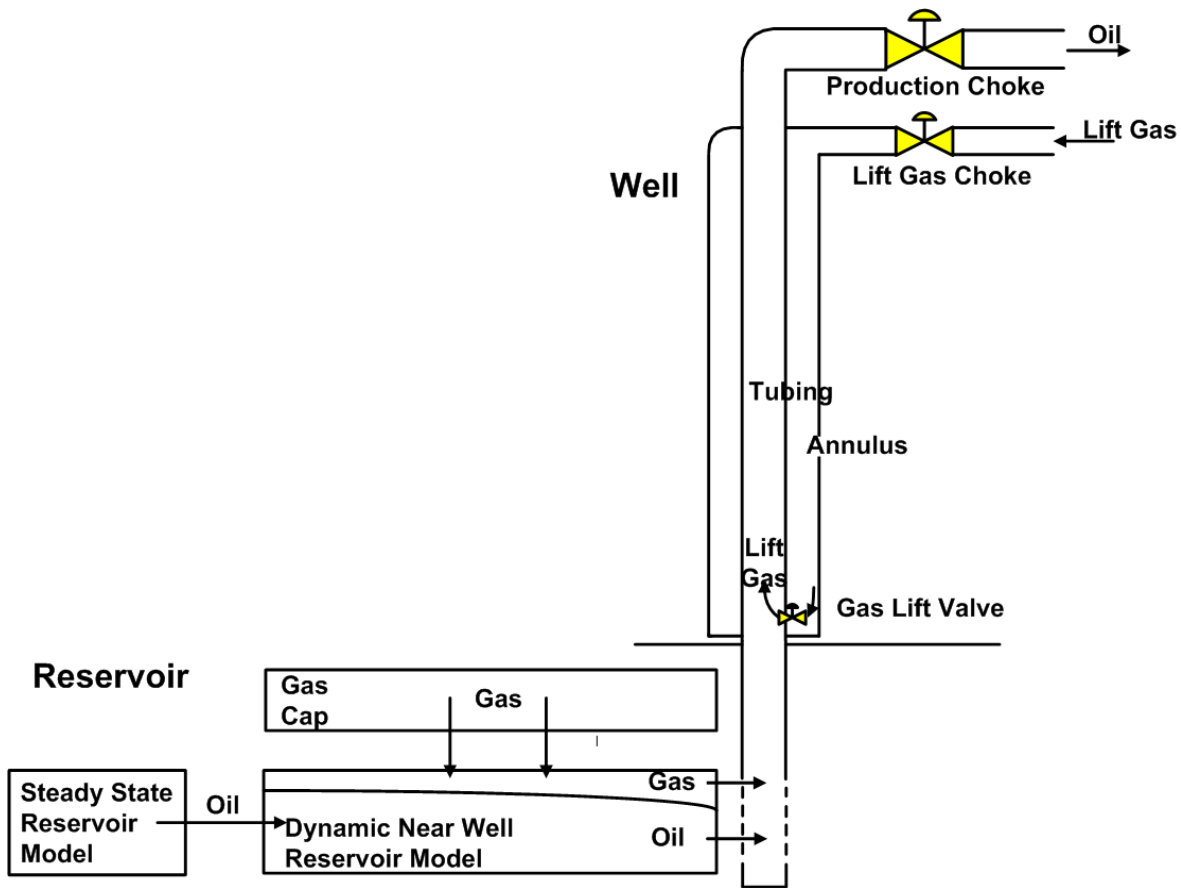 Oil
Production Choke
Lift Gas
Lift Gas Choke
Well
Tubing
Annulus
Lift
Gas
Gas Lift Valve
Reservoir
Gas
Cap
Gas
Steady State
Reservoir
Model
Oil
Dynamic Near Well
Reservoir Model
Gas
Oil